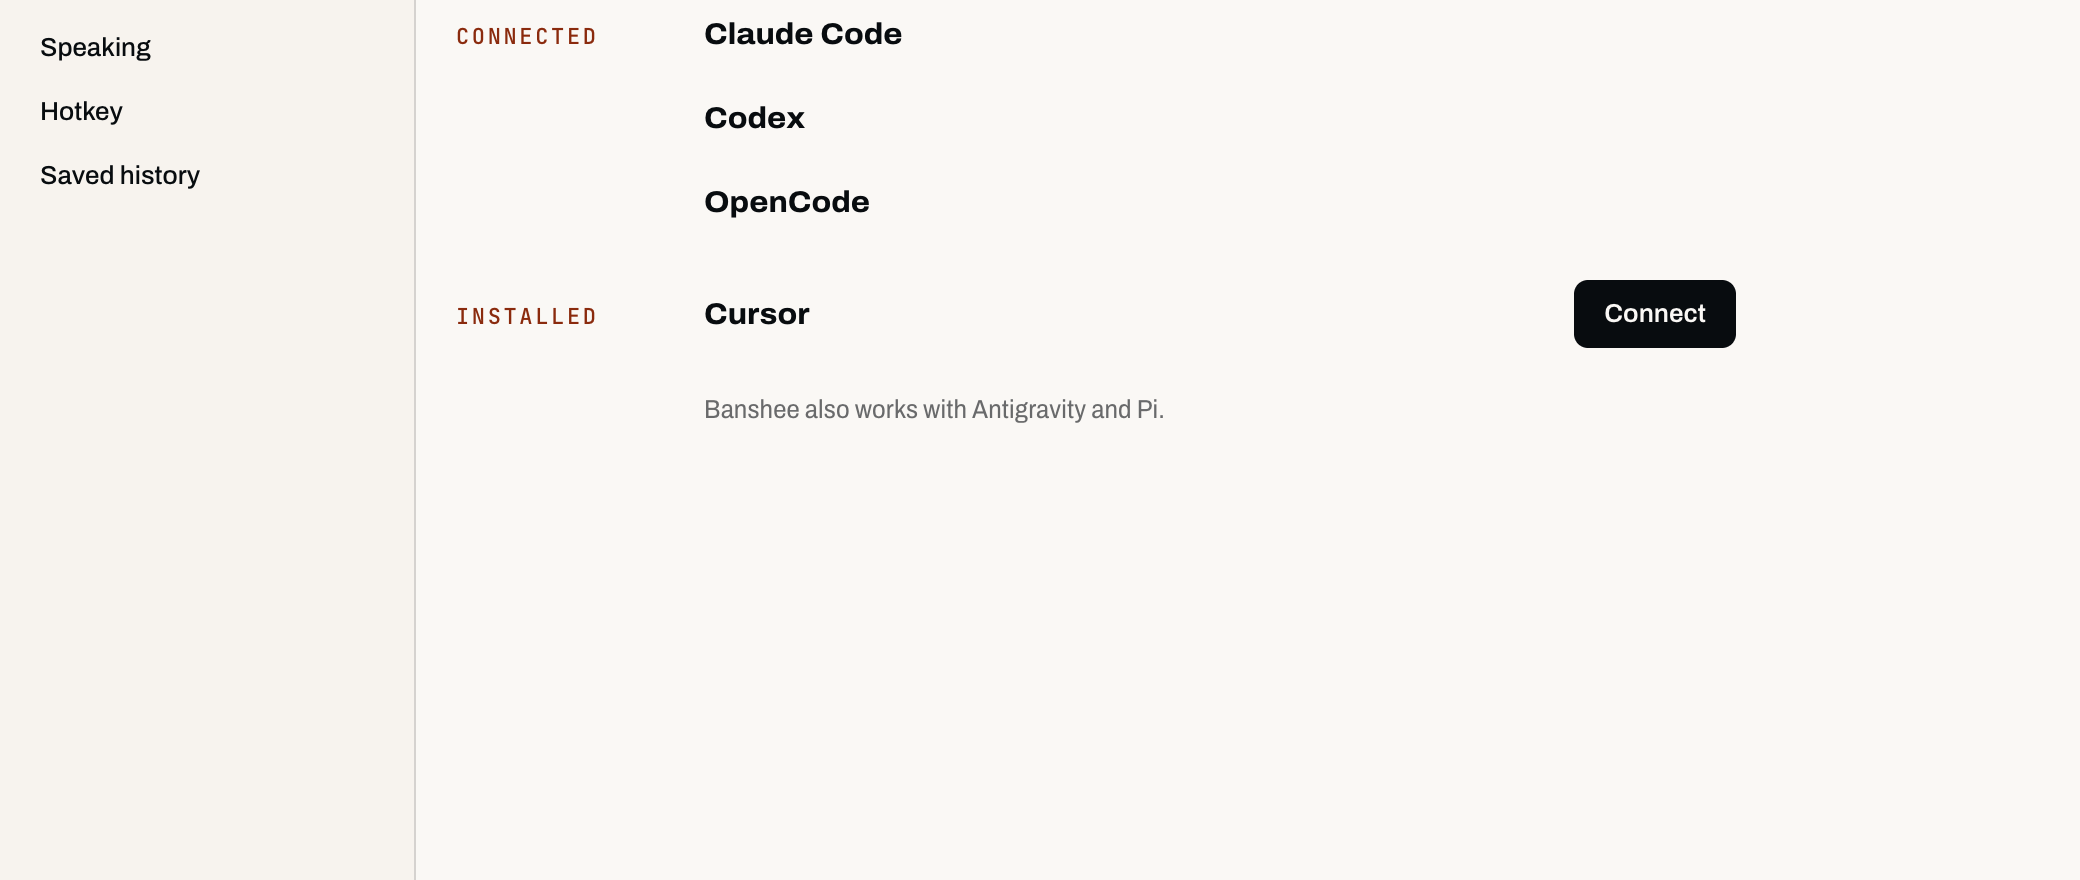 Speaking
Hotkey
Saved history
CONNECTED
Claude Code
Codex
OpenCode
INSTALLED
Cursor
Connect
Banshee also works with Antigravity and Pi.